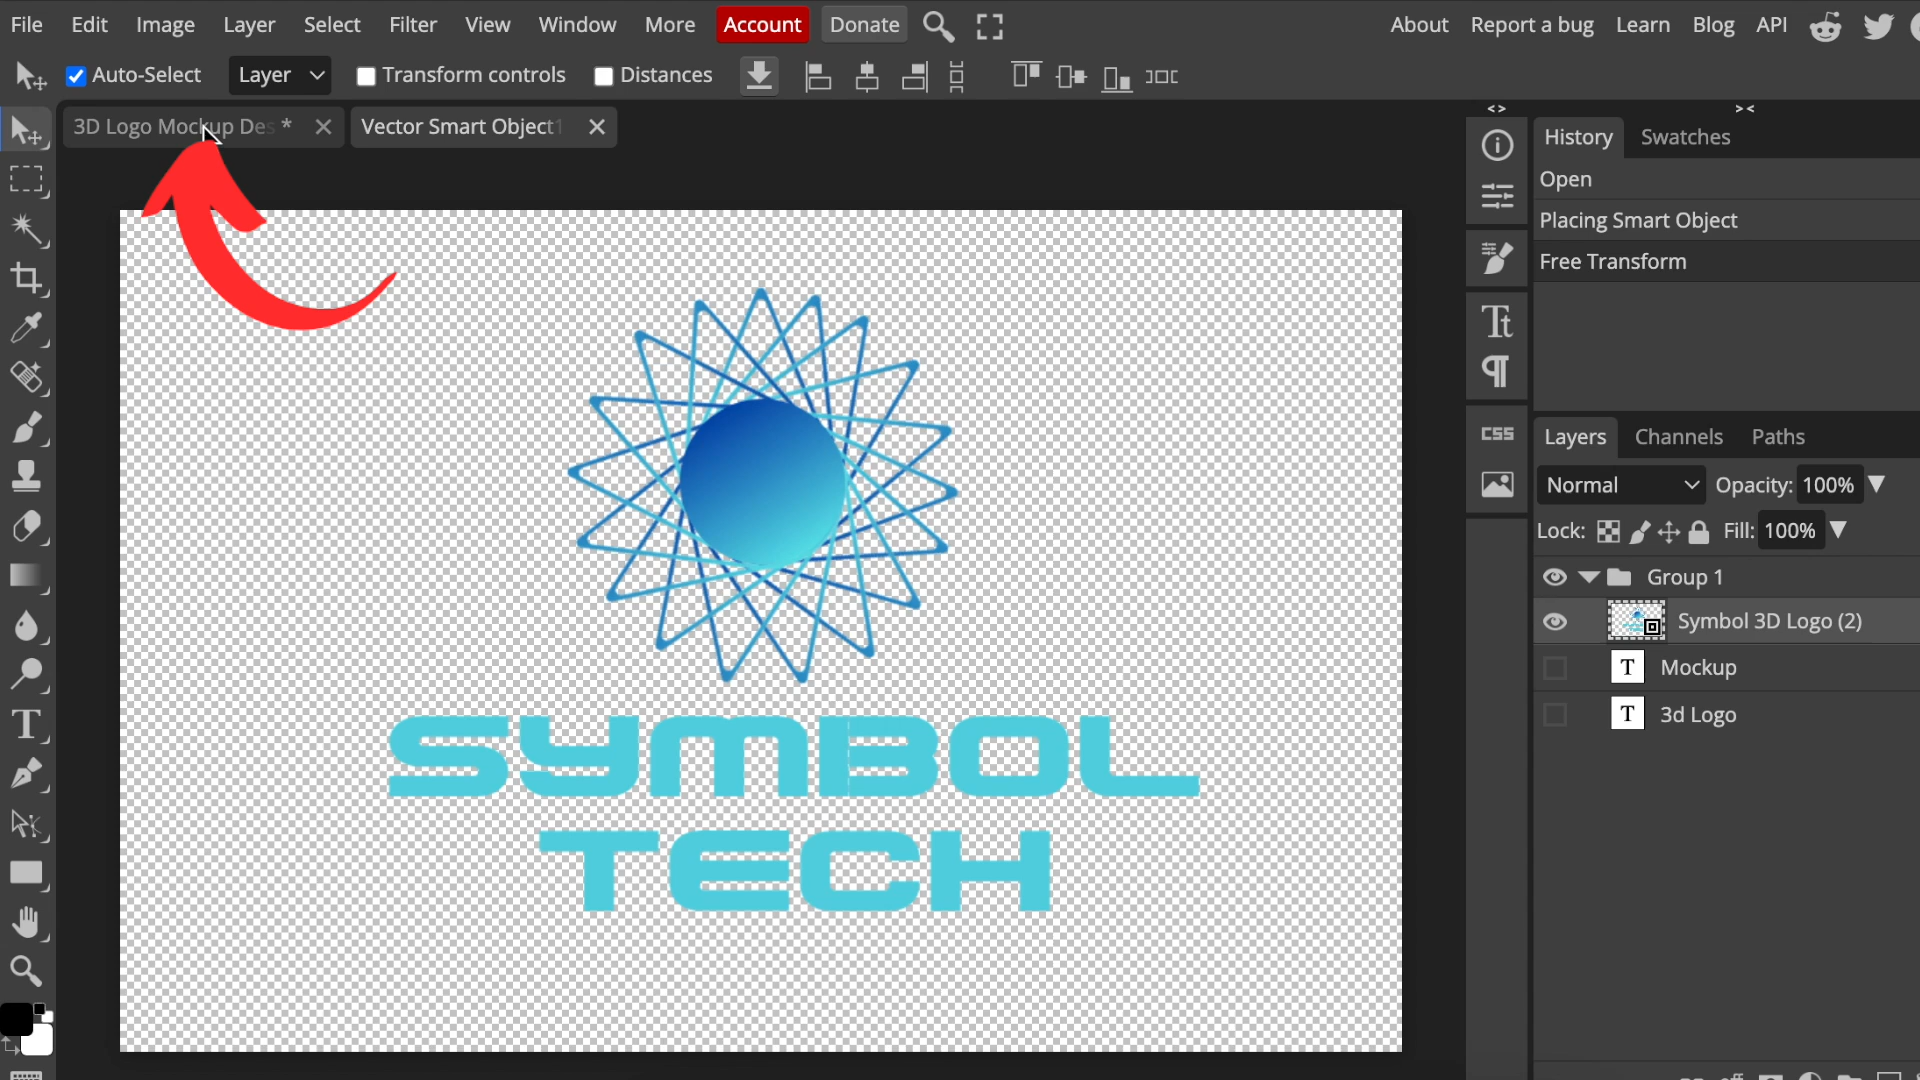 File Edit Image Layer Select Filter View Window More Account Donate About Report a bug Learn Blog API
Auto-Select Layer Transform controls Distances
3D Logo Mockup Des * Vector Smart Object1
History Swatches
Open
Placing Smart Object
Free Transform
Tt
CSS
Layers Channels Paths
Normal Opacity: 100%
Lock: Fill: 100%
Group 1
Symbol 3D Logo (2)
T Mockup
T 3d Logo
SYMBOL
TECH